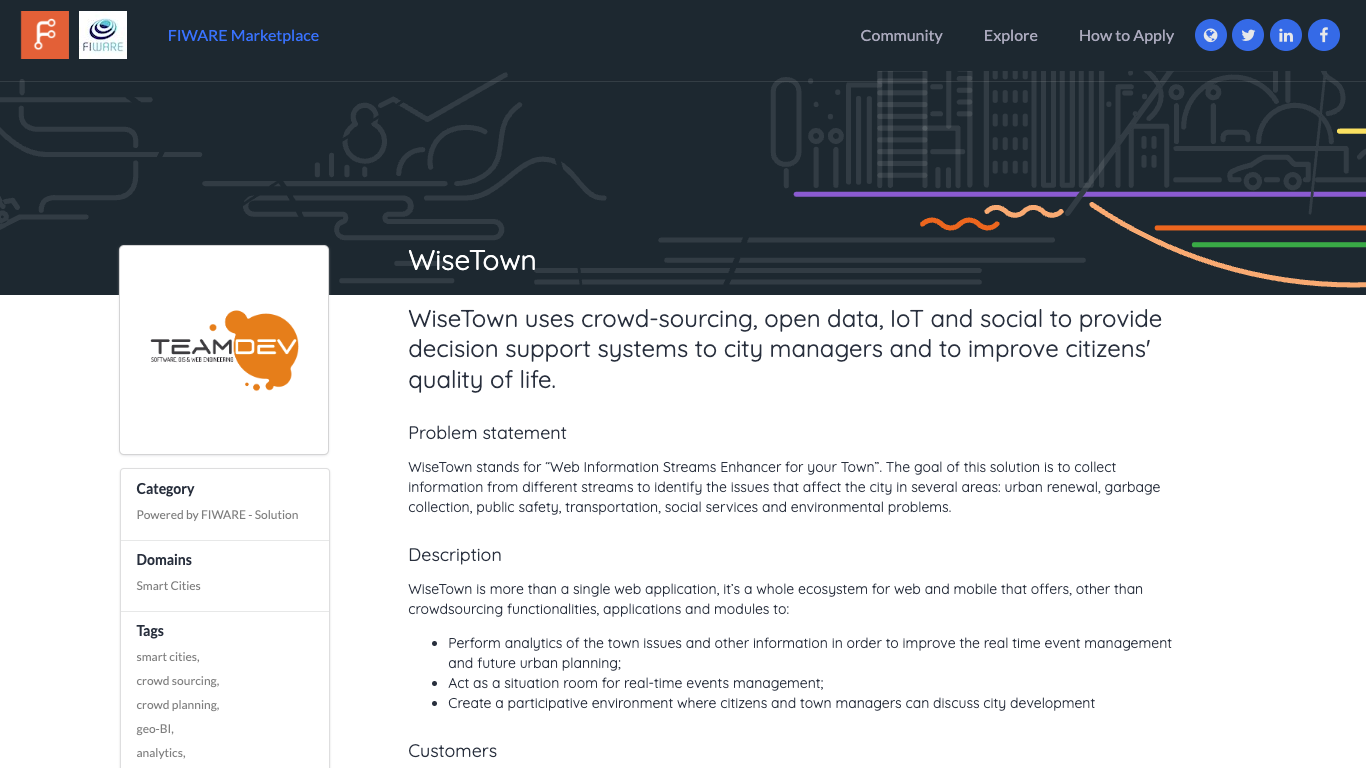 FIWARE
FIWARE Marketplace
Community
Explore
How to Apply
WiseTown
TEAMDEV
SOFTWARE, GIS & WEB ENGINEERING
WiseTown uses crowd-sourcing, open data, IoT and social to provide
decision support systems to city managers and to improve citizens'
quality of life.
Category
Powered by FIWARE - Solution
Domains
Smart Cities
Tags
smart cities,
crowd sourcing,
crowd planning,
geo-BI,
analytics,
Problem statement
WiseTown stands for “Web Information Streams Enhancer for your Town”. The goal of this solution is to collect
information from different streams to identify the issues that affect the city in several areas: urban renewal, garbage
collection, public safety, transportation, social services and environmental problems.
Description
WiseTown is more than a single web application, it’s a whole ecosystem for web and mobile that offers, other than
crowdsourcing functionalities, applications and modules to:
• Perform analytics of the town issues and other information in order to improve the real time event management
and future urban planning;
• Act as a situation room for real-time events management;
• Create a participative environment where citizens and town managers can discuss city development
Customers